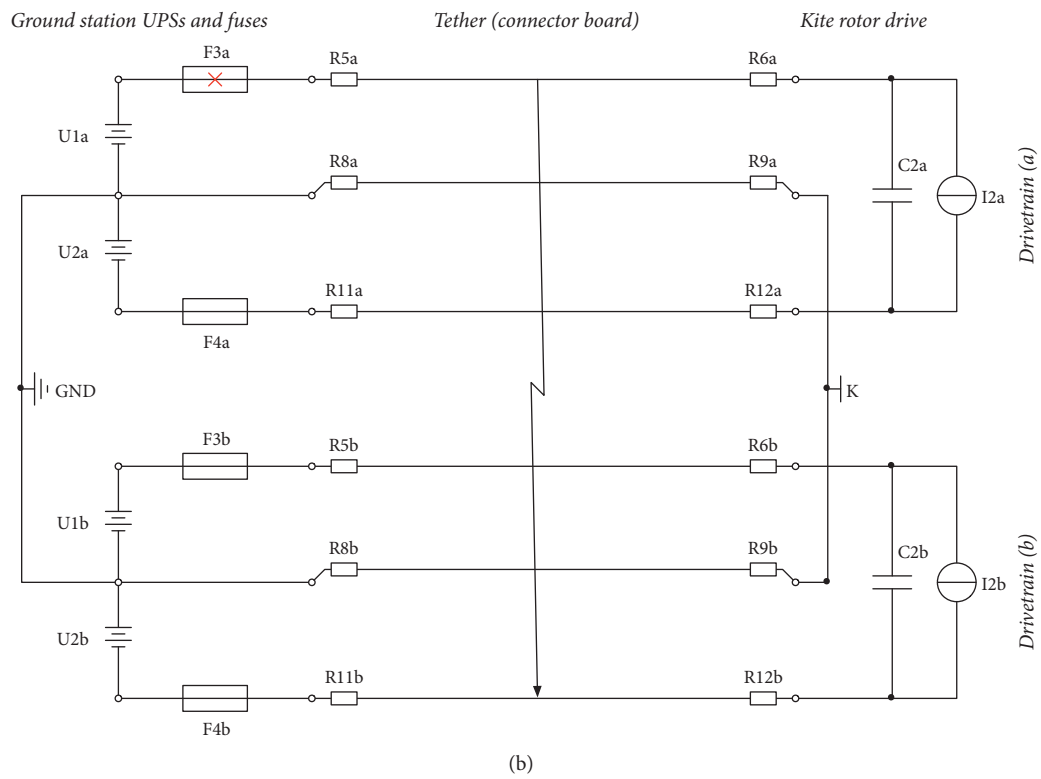 Ground station UPSs and fuses
Tether (connector board)
Kite rotor drive
F3a
R5a
R6a
U1a
R8a
R9a
C2a
I2a
Drivetrain (a)
U2a
R11a
R12a
F4a
GND
K
F3b
R5b
R6b
U1b
R8b
R9b
C2b
I2b
Drivetrain (b)
U2b
R11b
R12b
F4b
(b)